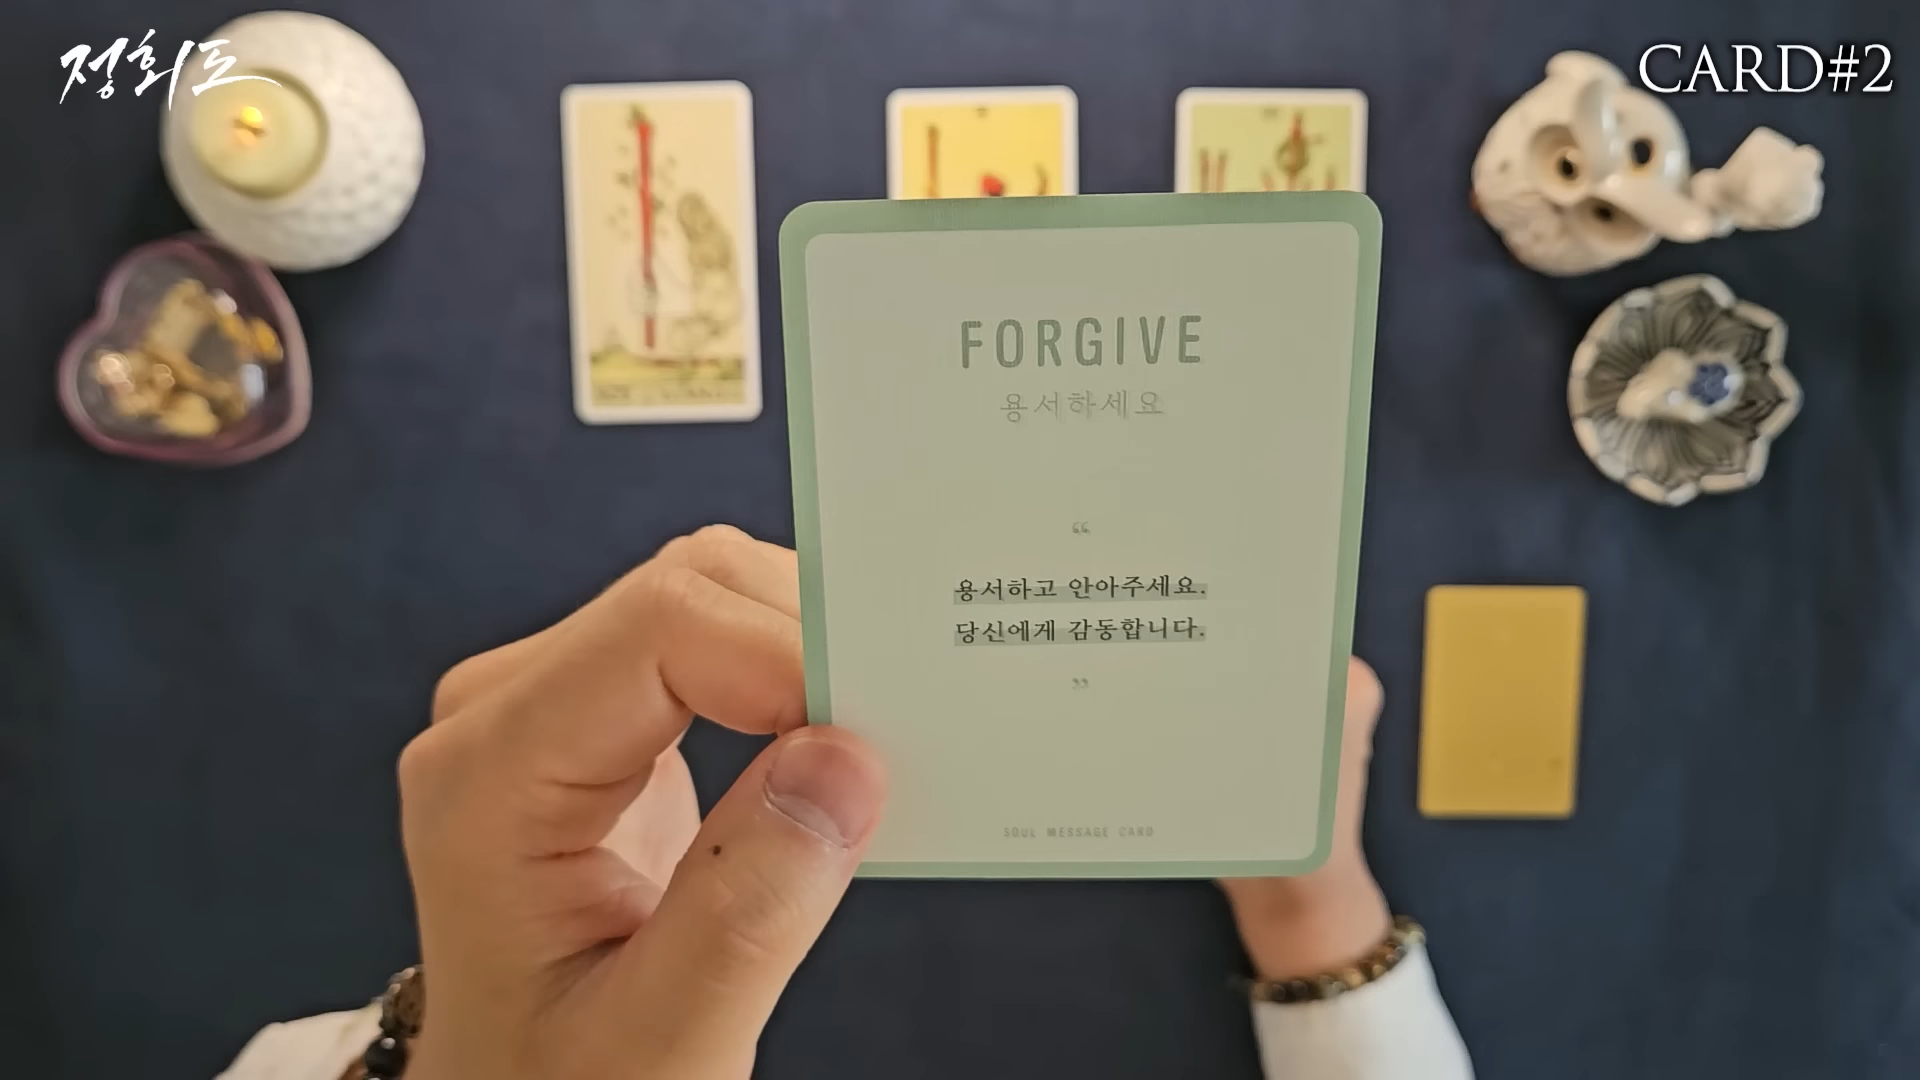 정회도
CARD#2
FORGIVE
용서하세요
“
용서하고 안아주세요.
당신에게 감동합니다.
”
SOUL MESSAGE CARD